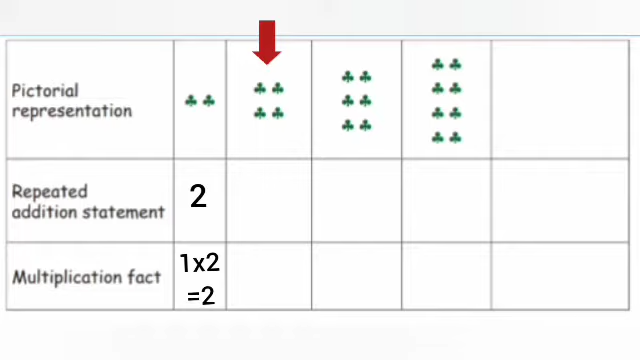 Pictorial
representation
Repeated
addition statement
2
Multiplication fact
1x2
=2